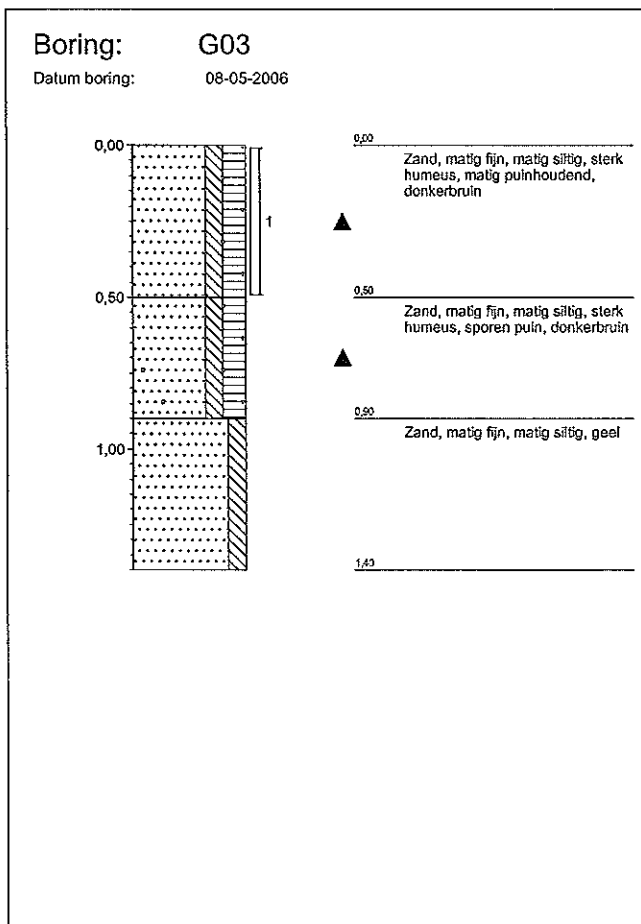 Boring: G03
Datum boring: 08-05-2006
0,00
0,50
1,00
1
0,00
Zand, matig fijn, matig siltig, sterk
humeus, matig puinhoudend,
donkerbruin
0,50
Zand, matig fijn, matig siltig, sterk
humeus, sporen puin, donkerbruin
0,90
Zand, matig fijn, matig siltig, geel
1,40